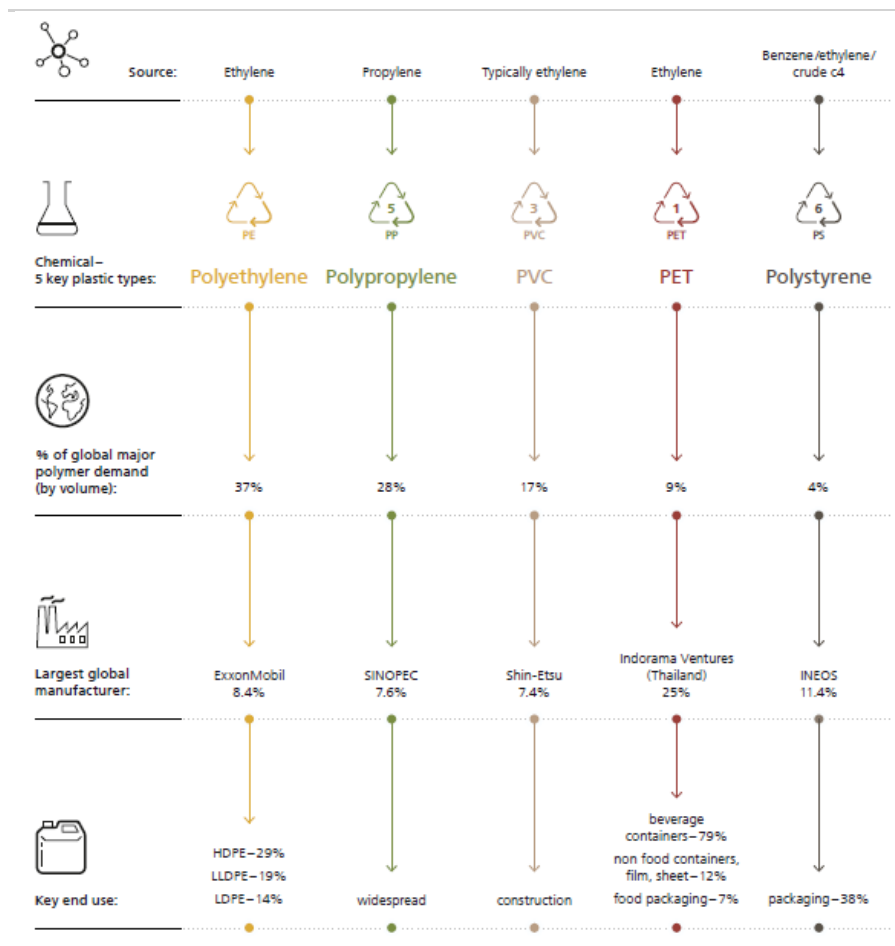 Source:
Ethylene
Propylene
Typically ethylene
Ethylene
Benzene/ethylene/
crude c4
PE
5
PP
3
PVC
1
PET
6
PS
Chemical–
5 key plastic types:
Polyethylene
Polypropylene
PVC
PET
Polystyrene
% of global major
polymer demand
(by volume):
37%
28%
17%
9%
4%
Largest global
manufacturer:
ExxonMobil
8.4%
SINOPEC
7.6%
Shin-Etsu
7.4%
Indorama Ventures
(Thailand)
25%
INEOS
11.4%
Key end use:
HDPE–29%
LLDPE–19%
LDPE–14%
widespread
construction
beverage
containers–79%
non food containers,
film, sheet–12%
food packaging–7%
packaging–38%